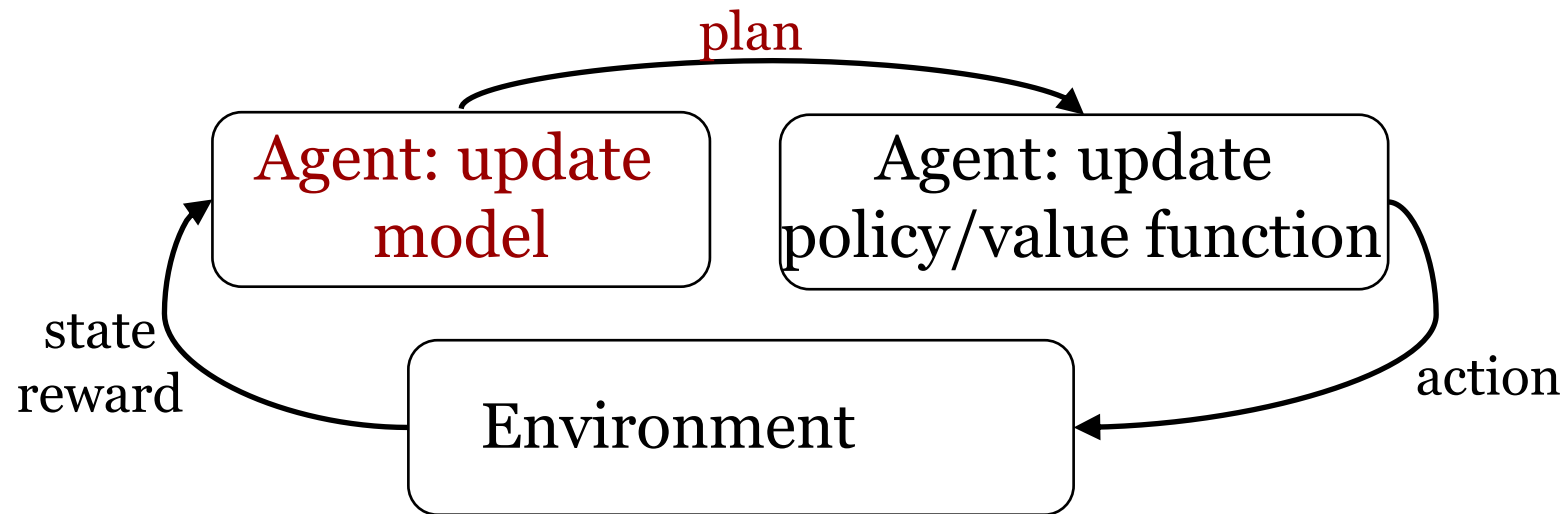 plan
Agent: update
model
Agent: update
policy/value function
state
reward
Environment
action